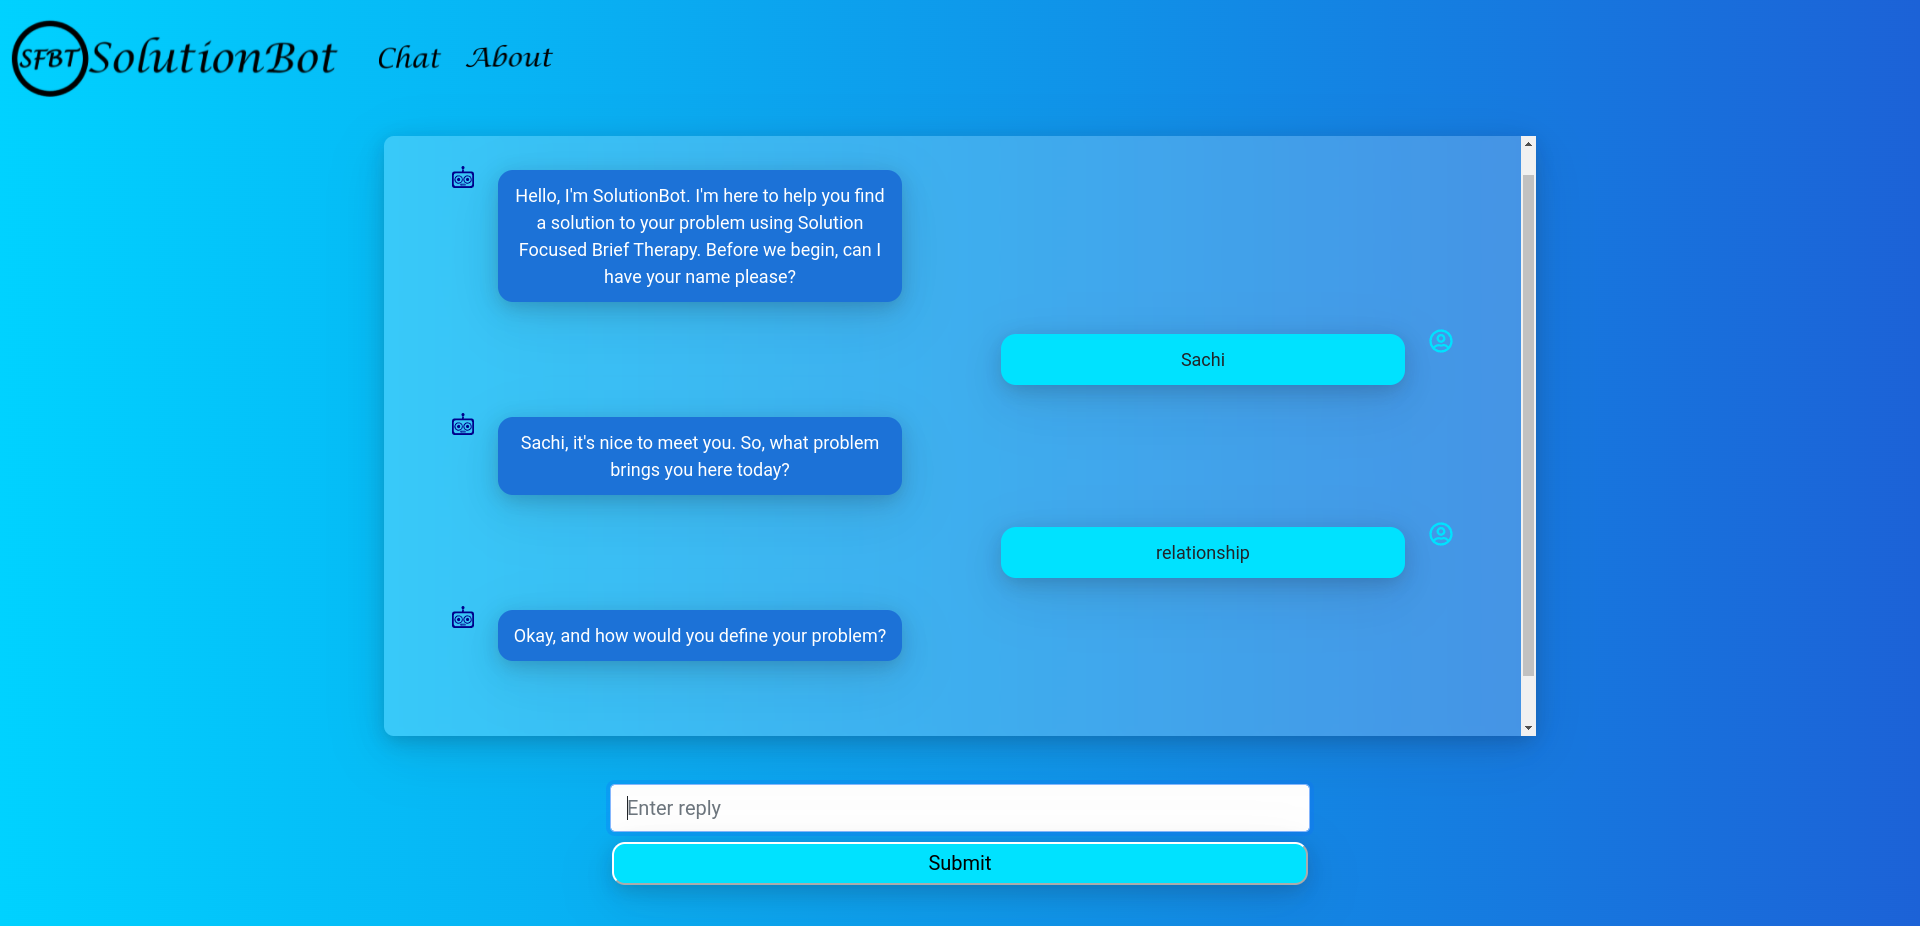 SFBT SolutionBot Chat About
Hello, I'm SolutionBot. I'm here to help you find
a solution to your problem using Solution
Focused Brief Therapy. Before we begin, can I
have your name please?
Sachi
Sachi, it's nice to meet you. So, what problem
brings you here today?
relationship
Okay, and how would you define your problem?
Enter reply
Submit